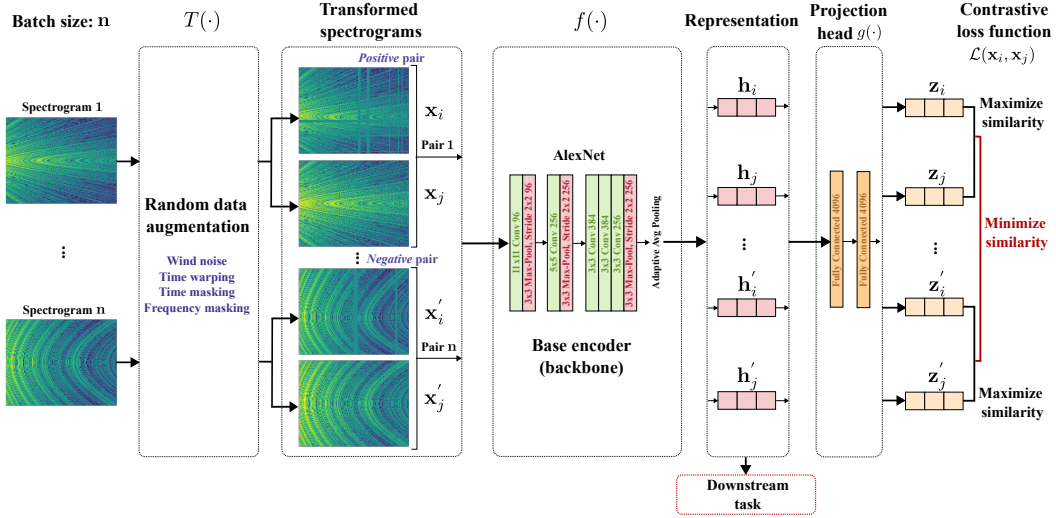 Batch size: n
T(·)
Transformed
spectrograms
f(·)
Representation
Projection
head g(·)
Contrastive
loss function
ℒ(x_i, x_j)
Spectrogram 1
...
Spectrogram n
Random data
augmentation
Wind noise
Time warping
Time masking
Frequency masking
Positive pair
x_i
Pair 1
x_j
...
Negative pair
x_i'
Pair n
x_j'
AlexNet
11x11 Conv 96
3x3 Max-Pool, Stride 2x2 96
5x5 Conv 256
3x3 Max-Pool, Stride 2x2 256
3x3 Conv 384
3x3 Conv 384
3x3 Conv 256
3x3 Max-Pool, Stride 2x2 256
Adaptive Avg Pooling
Base encoder
(backbone)
h_i
h_j
...
h_i'
h_j'
Downstream
task
Fully Connected 4096
Fully Connected 4096
z_i
z_j
...
z_i'
z_j'
Maximize
similarity
Minimize
similarity
Maximize
similarity